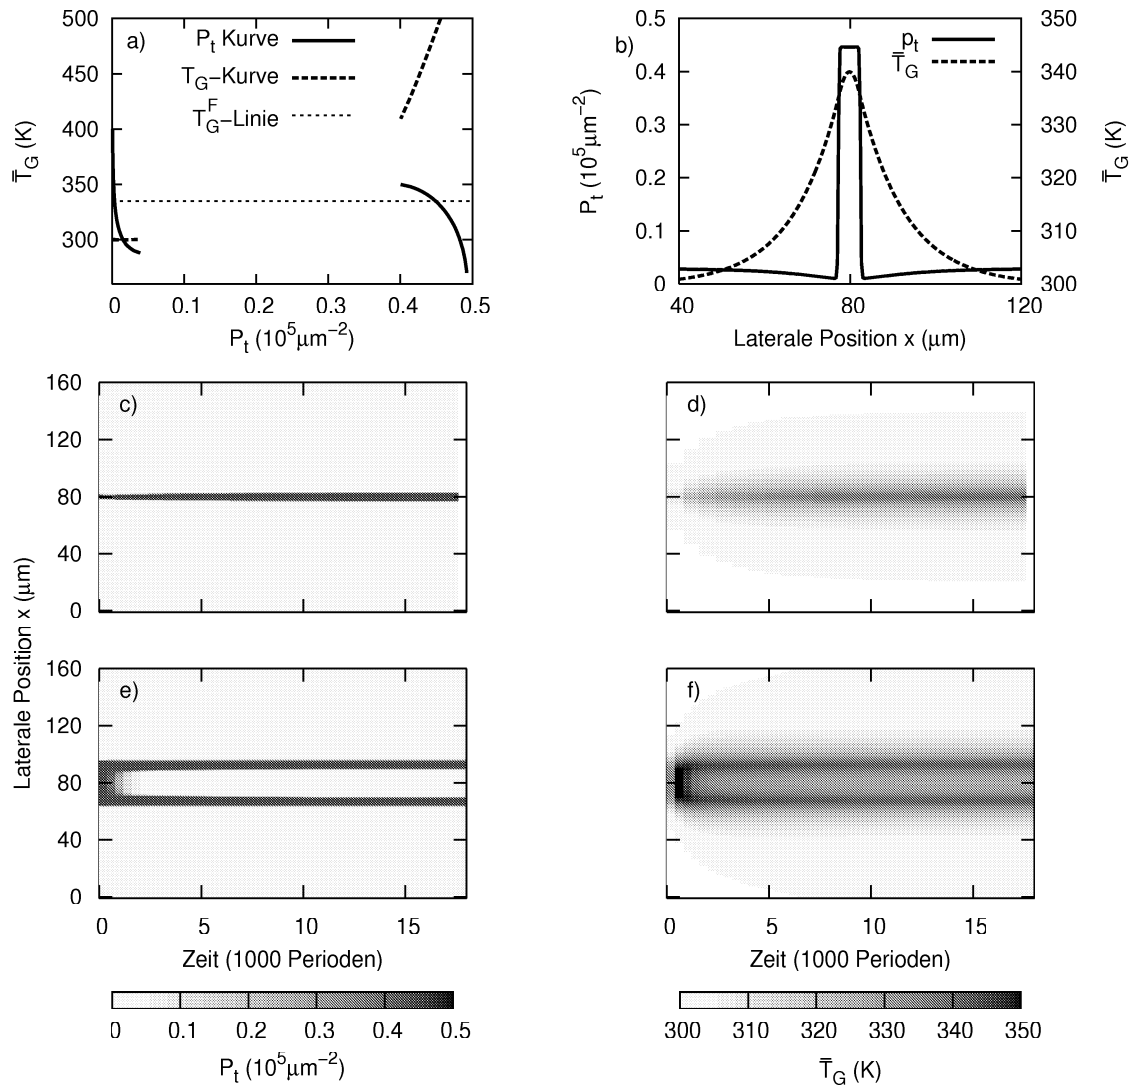 a)
P_t Kurve
T_G−Kurve
T_G^F−Linie
500
450
400
350
300
T̿_G (K)
0 0.1 0.2 0.3 0.4 0.5
P_t (10^5 μm^−2)
b)
p_t
T̿_G
0.5
0.4
0.3
0.2
0.1
0
P_t (10^5 μm^−2)
350
340
330
320
310
300
T̿_G (K)
40 80 120
Laterale Position x (μm)
c)
160
120
80
40
0
d)
Laterale Position x (μm)
e)
160
120
80
40
0
0 5 10 15
Zeit (1000 Perioden)
f)
0 5 10 15
Zeit (1000 Perioden)
0 0.1 0.2 0.3 0.4 0.5
P_t (10^5 μm^−2)
300 310 320 330 340 350
T̿_G (K)